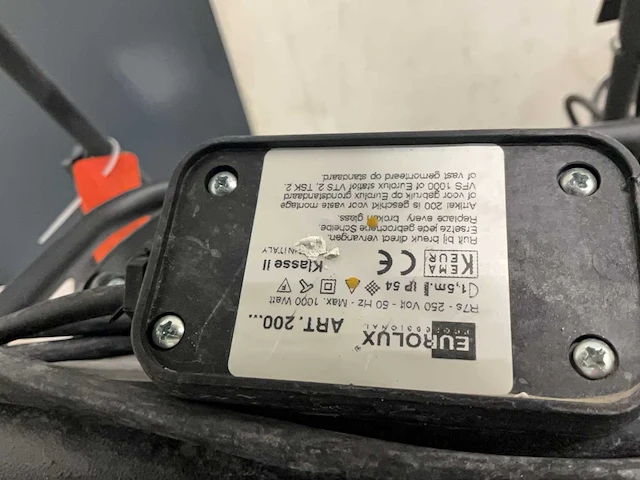 EUROLUX
PROFESSIONAL
ART. 200...
R7s - 250 Volt - 50 Hz - Max. 1000 Watt
1,5m. IP 54
KEMA KEUR CE
Klasse II
IN ITALY
Ruit bij breuk direct vervangen.
Ersetze jede gebrochene Scheibe.
Replace every broken glass.
Artikel 200 is geschikt voor vaste montage
of voor gebruik op Eurolux grondstandaard
VFS 1000 of Eurolux statief VTS 2, TSK 2.
of vast gemonteerd op standaard.